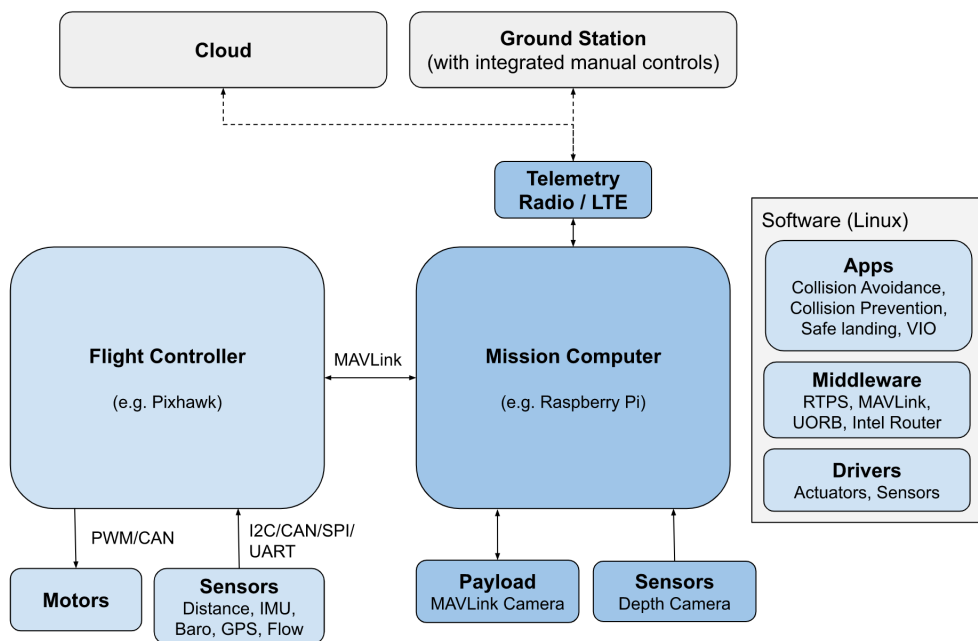 Cloud
Ground Station
(with integrated manual controls)
Telemetry
Radio / LTE
Software (Linux)
Apps
Collision Avoidance,
Collision Prevention,
Safe landing, VIO
Flight Controller
(e.g. Pixhawk)
MAVLink
Mission Computer
(e.g. Raspberry Pi)
Middleware
RTPS, MAVLink,
UORB, Intel Router
Drivers
Actuators, Sensors
PWM/CAN
I2C/CAN/SPI/
UART
Motors
Sensors
Distance, IMU,
Baro, GPS, Flow
Payload
MAVLink Camera
Sensors
Depth Camera